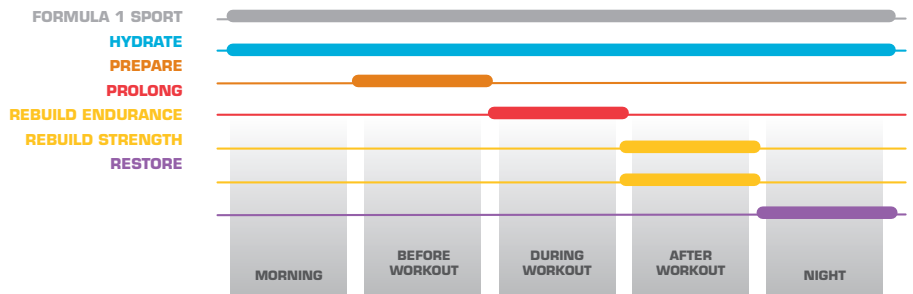 FORMULA 1 SPORT
HYDRATE
PREPARE
PROLONG
REBUILD ENDURANCE
REBUILD STRENGTH
RESTORE
MORNING
BEFORE
WORKOUT
DURING
WORKOUT
AFTER
WORKOUT
NIGHT